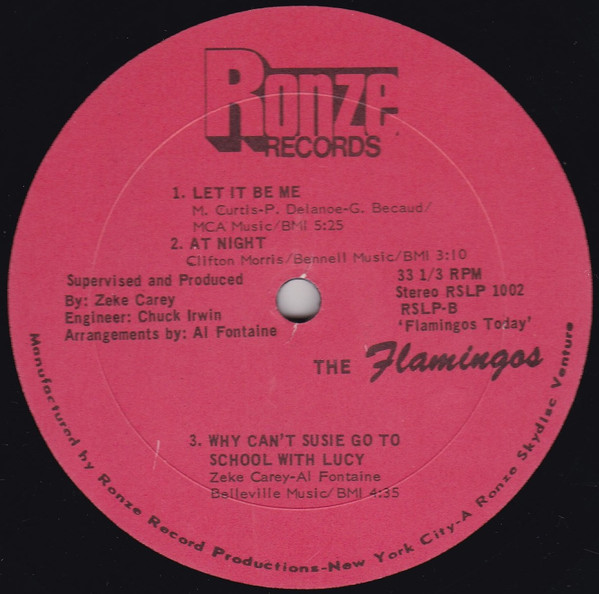 Ronze
RECORDS
1. LET IT BE ME
M. Curtis-P. Delanoe-G. Becaud/
MCA Music/BMI 5:25
2. AT NIGHT
Clifton Morris/Bennell Music/BMI 3:10
Supervised and Produced
By: Zeke Carey
Engineer: Chuck Irwin
Arrangements by: Al Fontaine
33 1/3 RPM
Stereo RSLP 1002
RSLP-B
'Flamingos Today'
THE Flamingos
3. WHY CAN'T SUSIE GO TO
SCHOOL WITH LUCY
Zeke Carey-Al Fontaine
Belleville Music/BMI 4:35
Manufactured by Ronze Record Productions-New York City-A Ronze Skydisc Venture